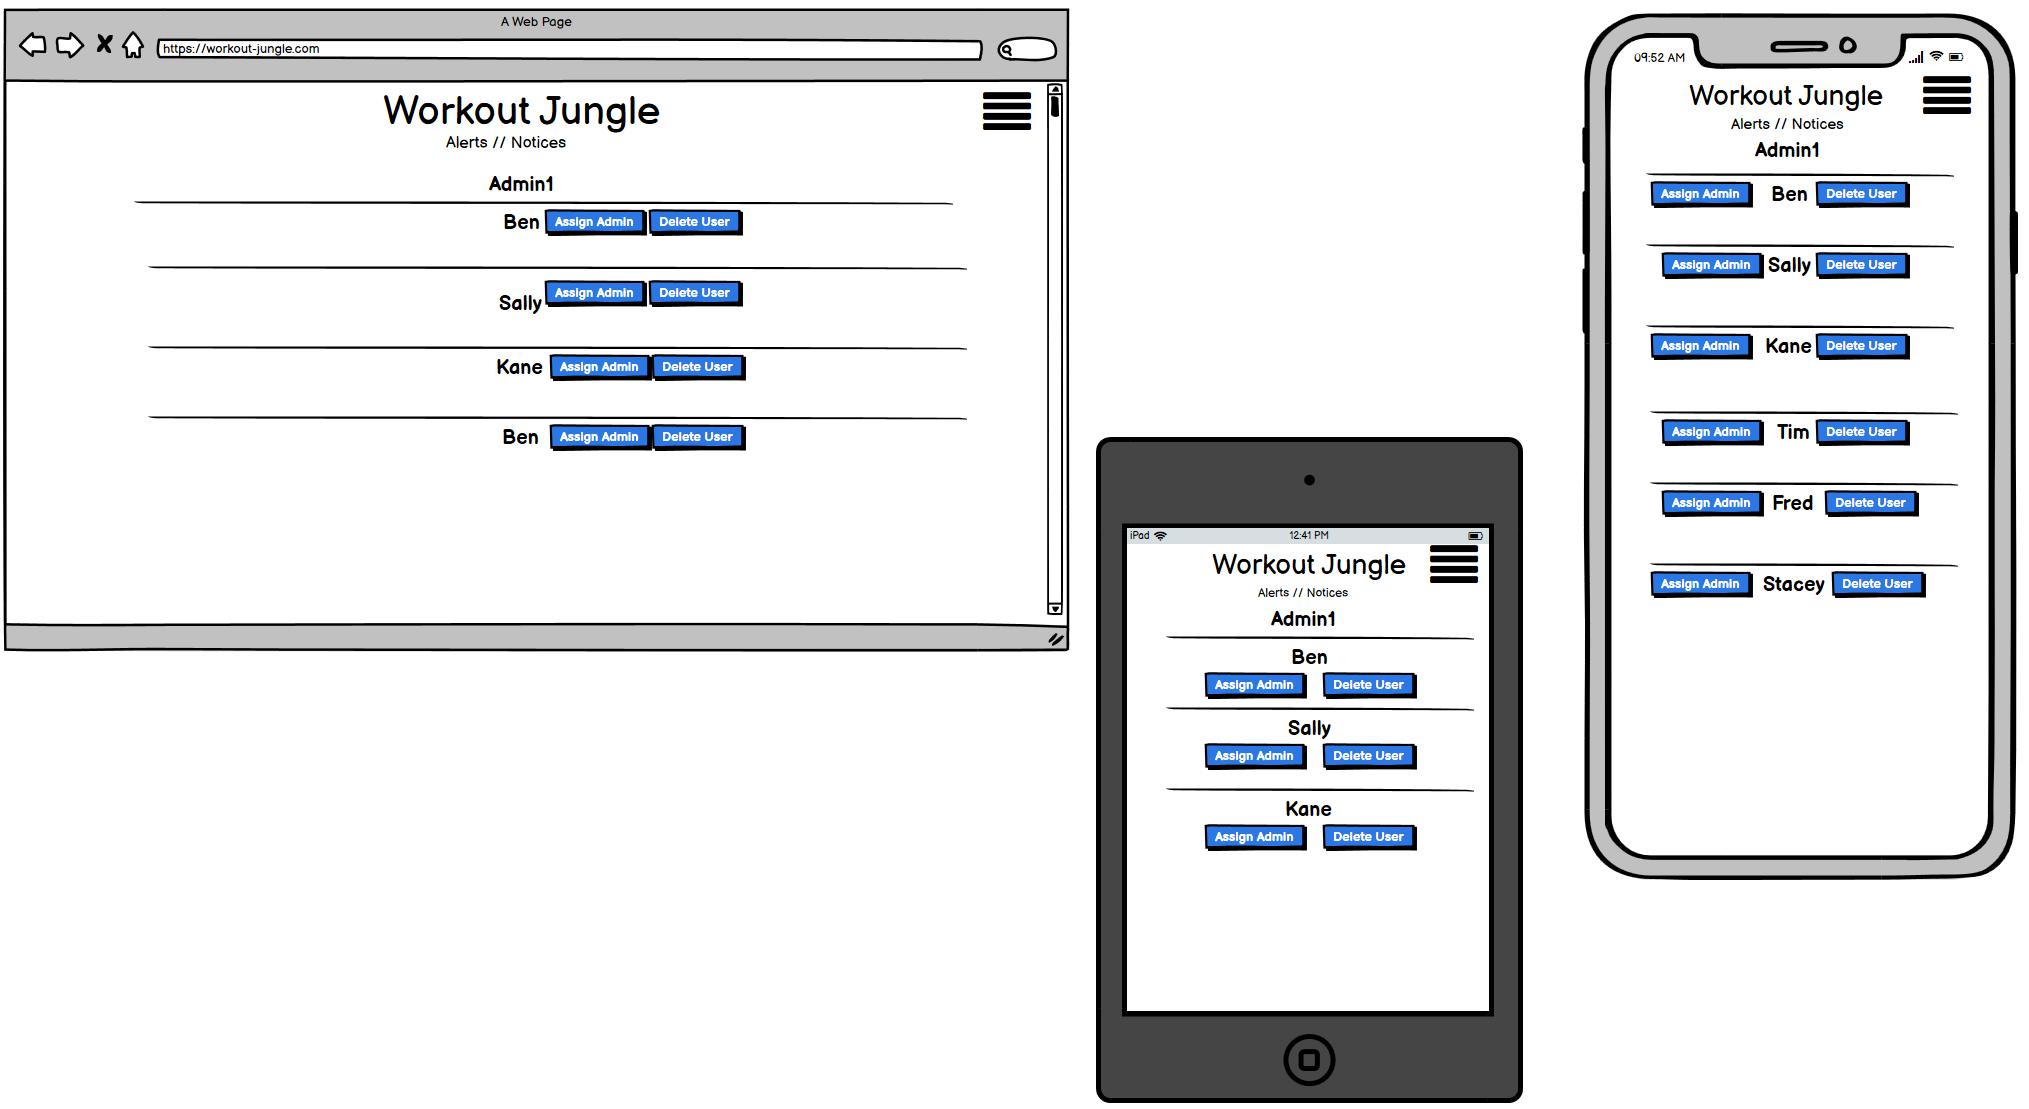 A Web Page
https://workout-jungle.com
Workout Jungle
Alerts // Notices
Admin1
Ben Assign Admin Delete User
Sally Assign Admin Delete User
Kane Assign Admin Delete User
Ben Assign Admin Delete User
iPad 12:41 PM
Workout Jungle
Alerts // Notices
Admin1
Ben
Assign Admin Delete User
Sally
Assign Admin Delete User
Kane
Assign Admin Delete User
09:52 AM
Workout Jungle
Alerts // Notices
Admin1
Assign Admin Ben Delete User
Assign Admin Sally Delete User
Assign Admin Kane Delete User
Assign Admin Tim Delete User
Assign Admin Fred Delete User
Assign Admin Stacey Delete User